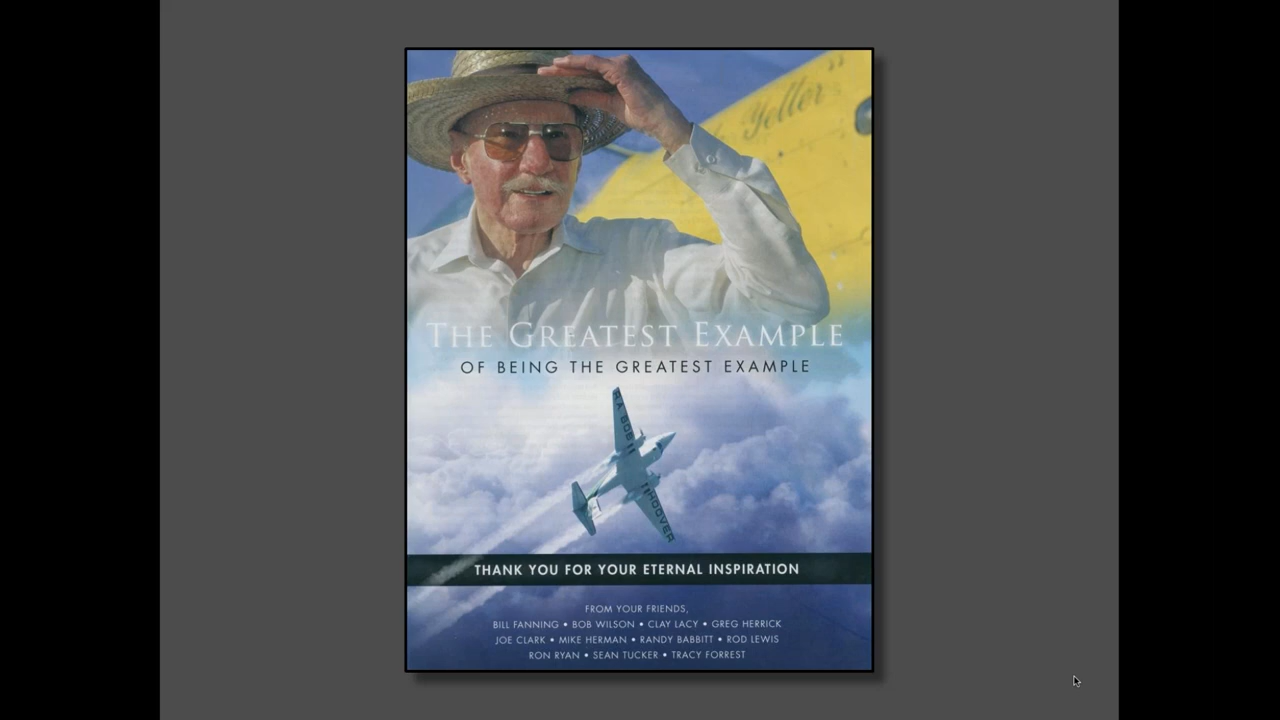 Yeller
THE GREATEST EXAMPLE
OF BEING THE GREATEST EXAMPLE
HOOVER
THANK YOU FOR YOUR ETERNAL INSPIRATION
FROM YOUR FRIENDS,
BILL FANNING • BOB WILSON • CLAY LACY • GREG HERRICK
JOE CLARK • MIKE HERMAN • RANDY BABBITT • ROD LEWIS
RON RYAN • SEAN TUCKER • TRACY FORREST